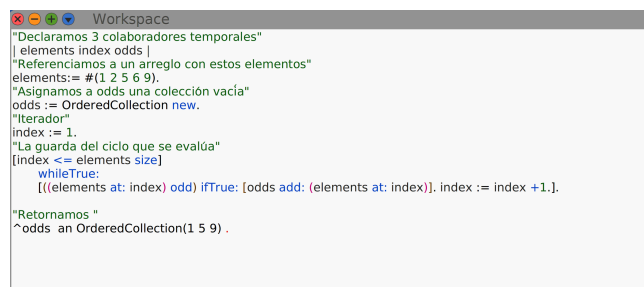 Workspace
"Declaramos 3 colaboradores temporales"
| elements index odds |
"Referenciamos a un arreglo con estos elementos"
elements:= #(1 2 5 6 9).
"Asignamos a odds una colección vacía"
odds := OrderedCollection new.
"Iterador"
index := 1.
"La guarda del ciclo que se evalúa"
[index <= elements size]
whileTrue:
[((elements at: index) odd) ifTrue: [odds add: (elements at: index)]. index := index +1.].
"Retornamos "
^odds  an OrderedCollection(1 5 9) .